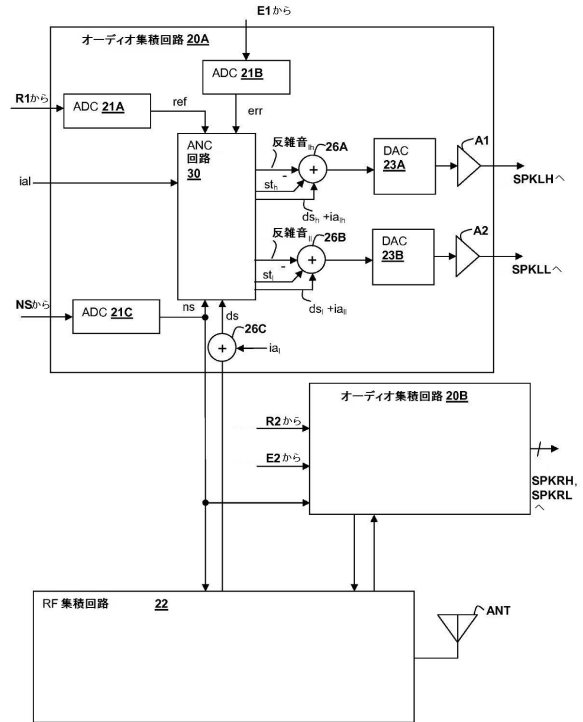 E1から
オーディオ集積回路 20A
ADC 21B
R1から
ADC 21A
ref
err
ANC
回路
30
反雑音lh
26A
DAC
23A
A1
SPKLHへ
ial
sth
-
dsh +ialh
反雑音ll
26B
DAC
23B
A2
SPKLLへ
stl
-
dsl +iall
NSから
ADC 21C
ns
ds
26C
ial
オーディオ集積回路 20B
R2から
E2から
SPKRH,
SPKRL
へ
RF 集積回路 22
ANT